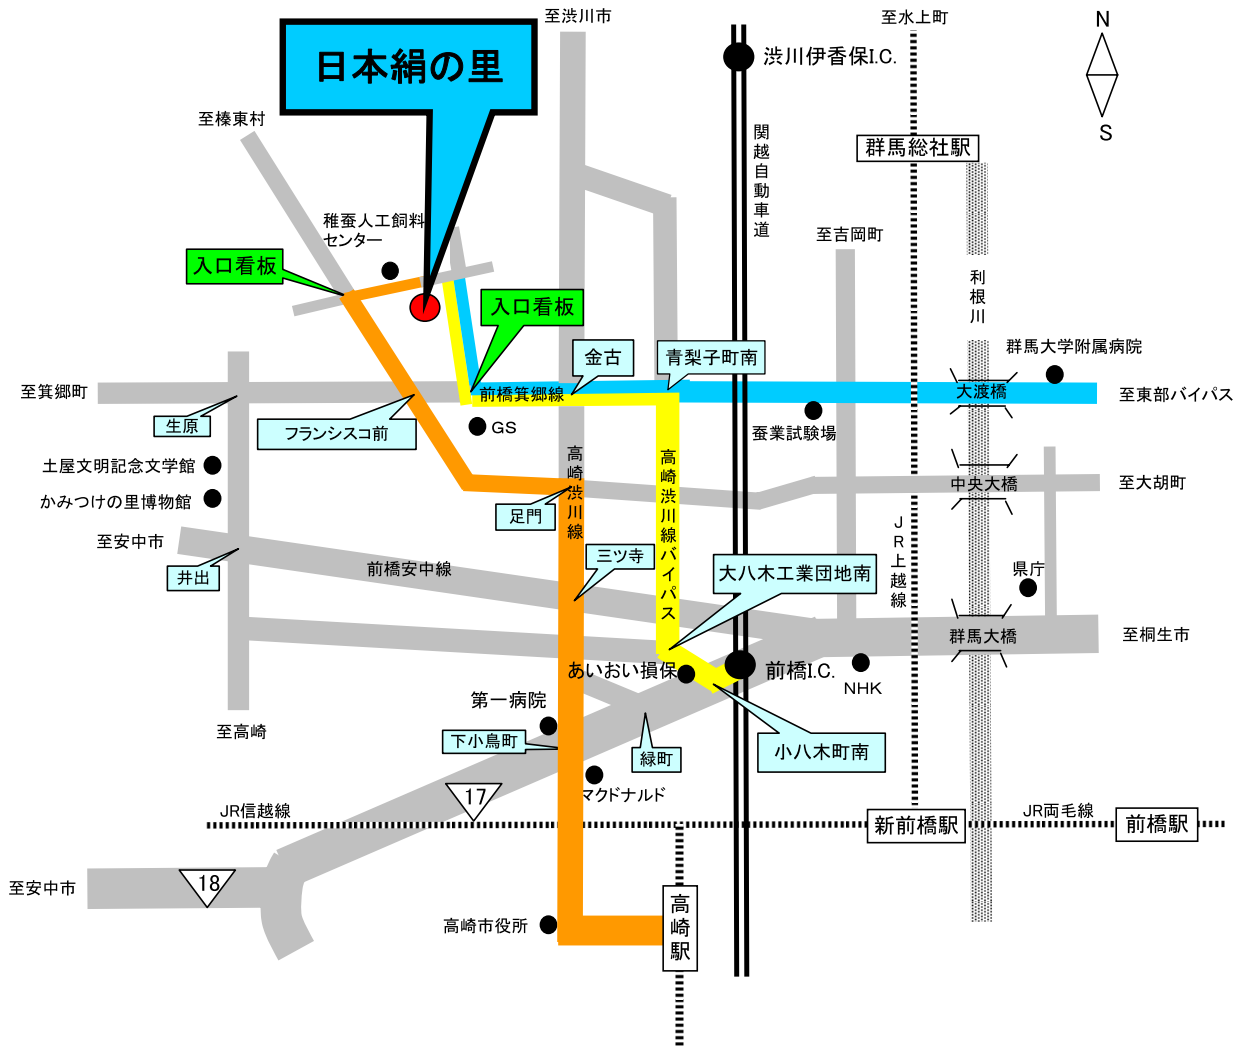 至渋川市
至水上町
N
渋川伊香保I.C.
日本絹の里
至榛東村
S
関越自動車道
群馬総社駅
稚蚕人工飼料
センター
至吉岡町
入口看板
利根川
入口看板
金古
青梨子町南
群馬大学附属病院
至箕郷町
前橋箕郷線
大渡橋
至東部バイパス
生原
フランシスコ前
GS
蚕業試験場
土屋文明記念文学館
高崎渋川線
高崎渋川線バイパス
中央大橋
至大胡町
かみつけの里博物館
足門
JR上越線
至安中市
井出
前橋安中線
三ツ寺
大八木工業団地南
県庁
群馬大橋
至桐生市
あいおい損保
前橋I.C.
NHK
第一病院
至高崎
下小鳥町
緑町
小八木町南
17
マクドナルド
JR信越線
新前橋駅
JR両毛線
前橋駅
至安中市
18
高崎市役所
高崎駅